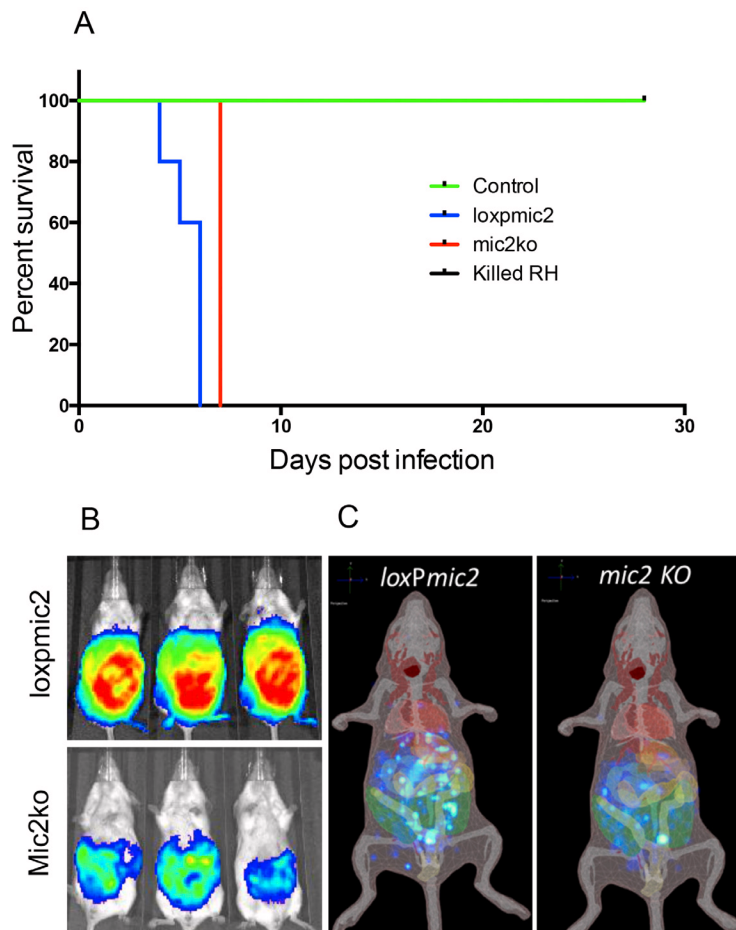 A
Percent survival
100
80
60
40
20
0
0 10 20 30
Days post infection
Control
loxpmic2
mic2ko
Killed RH
B
C
loxpmic2
Mic2ko
loxPmic2
mic2 KO